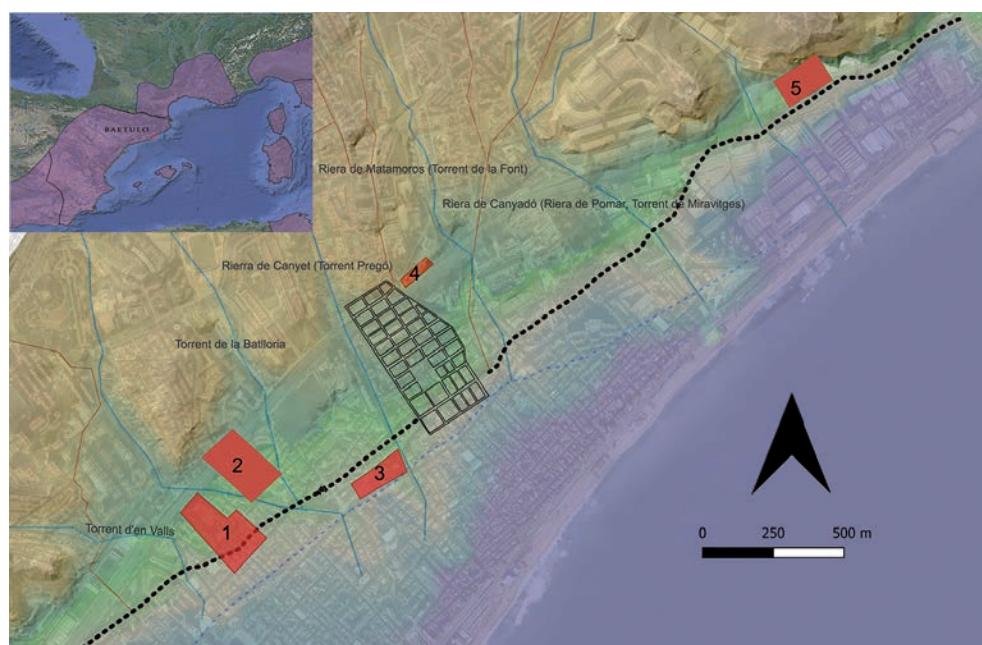 BAETULO
5
Riera de Matamoros (Torrent de la Font)
Riera de Canyadó (Riera de Pomar, Torrent de Miravitges)
Rierra de Canyet (Torrent Pregó)
4
Torrent de la Batlloria
2
3
Torrent d'en Valls
1
0 250 500 m